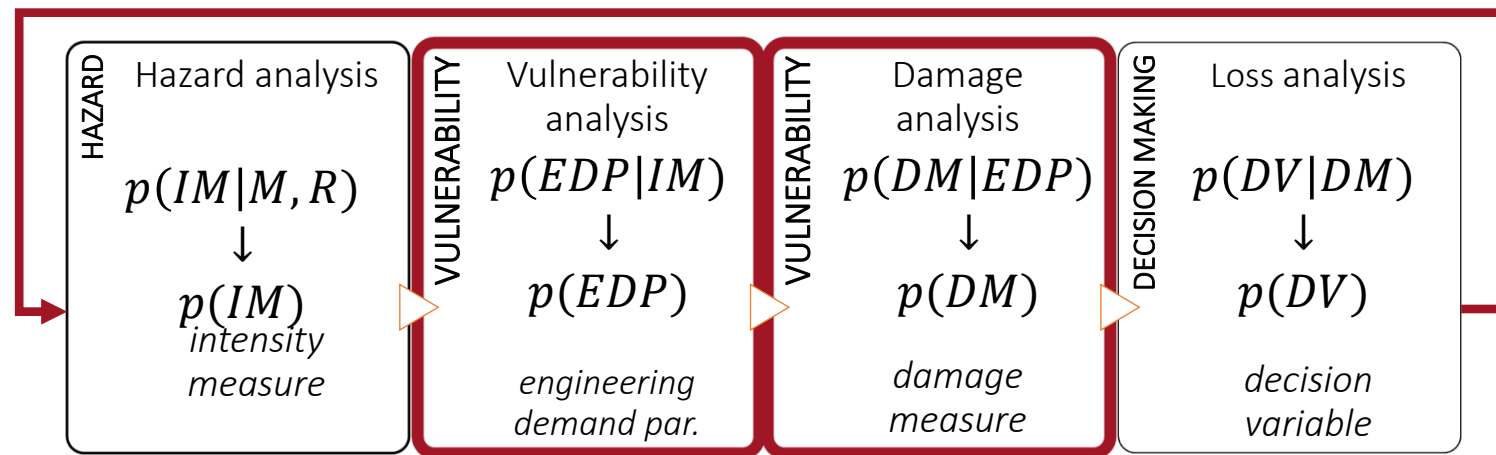 HAZARD
Hazard analysis
p(IM|M, R)
↓
p(IM)
intensity
measure
VULNERABILITY
Vulnerability
analysis
p(EDP|IM)
↓
p(EDP)
engineering
demand par.
VULNERABILITY
Damage
analysis
p(DM|EDP)
↓
p(DM)
damage
measure
DECISION MAKING
Loss analysis
p(DV|DM)
↓
p(DV)
decision
variable